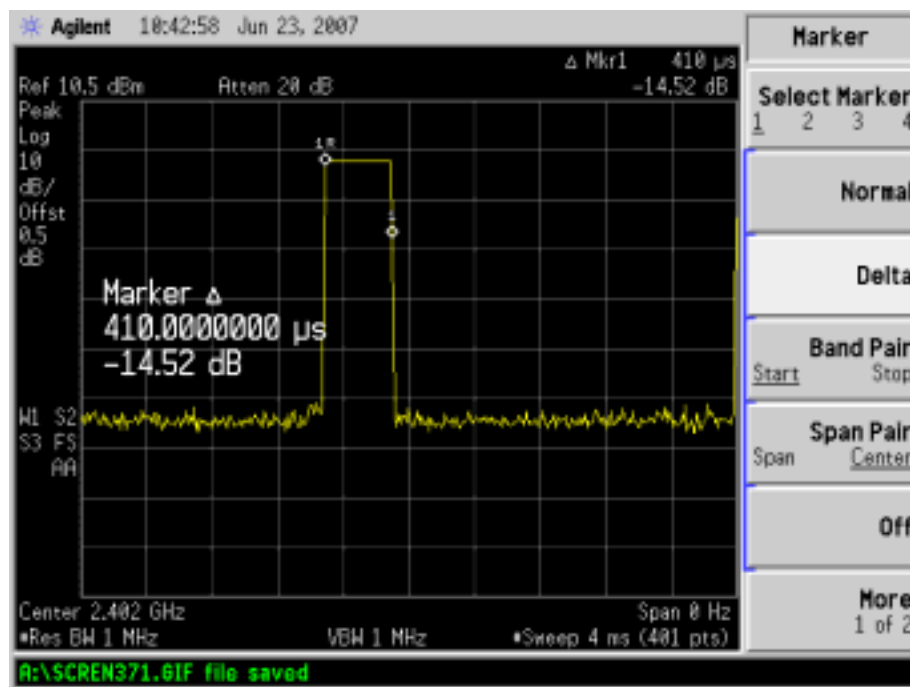 Agilent 10:42:58 Jun 23, 2007
Δ Mkr1 410 µs
Ref 10.5 dBm Atten 20 dB -14.52 dB
Peak
Log
10
dB/
Offst
0.5
dB
1R
1
Marker Δ
410.0000000 µs
-14.52 dB
W1 S2
S3 FS
AA
Center 2.402 GHz Span 0 Hz
*Res BW 1 MHz VBW 1 MHz *Sweep 4 ms (401 pts)
A:\SCREN371.GIF file saved
Marker
Select Marker
1 2 3 4
Normal
Delta
Band Pair
Start Stop
Span Pair
Span Center
Off
More
1 of 2